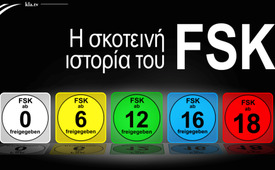 kla.tv
Η σκοτεινή
ιστορία του
FSK
FSK
ab
0
freigegeben
FSK
ab
6
freigegeben
FSK
ab
12
freigegeben
FSK
ab
16
freigegeben
FSK
ab
18
freigegeben